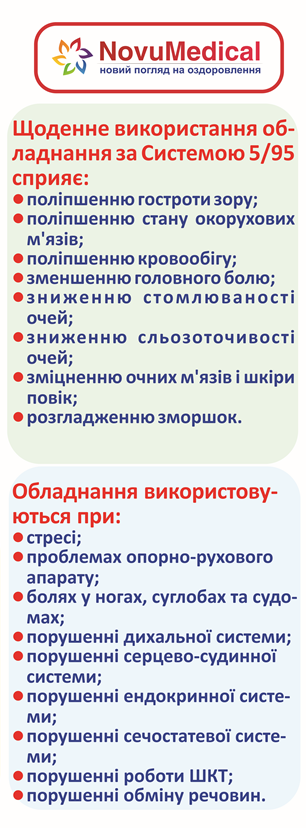 NovuMedical
новий погляд на оздоровлення
Щоденне використання об-
ладнання за Системою 5/95
сприяє:
● поліпшенню гостроти зору;
● поліпшенню стану окорухових
м'язів;
● поліпшенню кровообігу;
● зменшенню головного болю;
● зниженню стомлюваності
очей;
● зниженню сльозоточивості
очей;
● зміцненню очних м'язів і шкіри
повік;
● розгладженню зморшок.
Обладнання використову-
ються при:
● стресі;
● проблемах опорно-рухового
апарату;
● болях у ногах, суглобах та судо-
мах;
● порушенні дихальної системи;
● порушенні серцево-судинної
системи;
● порушенні ендокринної систе-
ми;
● порушенні сечостатевої систе-
ми;
● порушенні роботи ШКТ;
● порушенні обміну речовин.